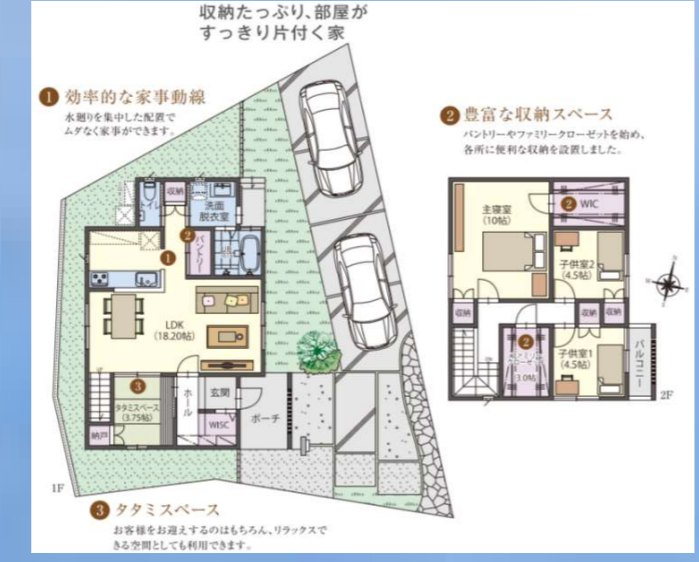 収納たっぷり、部屋が
すっきり片付く家
1 効率的な家事動線
水廻りを集中した配置で
ムダなく家事ができます。
2 豊富な収納スペース
パントリーやファミリークローゼットを始め、
各所に便利な収納を設置しました。
トイレ
収納
洗面
脱衣室
2
パントリー
1
LDK
(18.20帖)
3
タタミスペース
(3.75帖)
納戸
ホール
玄関
WISC
ポーチ
1F
主寝室
(10帖)
2 WIC
子供室2
(4.5帖)
収納
収納
収納
2
3.0帖
子供室1
(4.5帖)
バルコニー
2F
3 タタミスペース
お客様をお迎えするのはもちろん、リラックスで
きる空間としても利用できます。